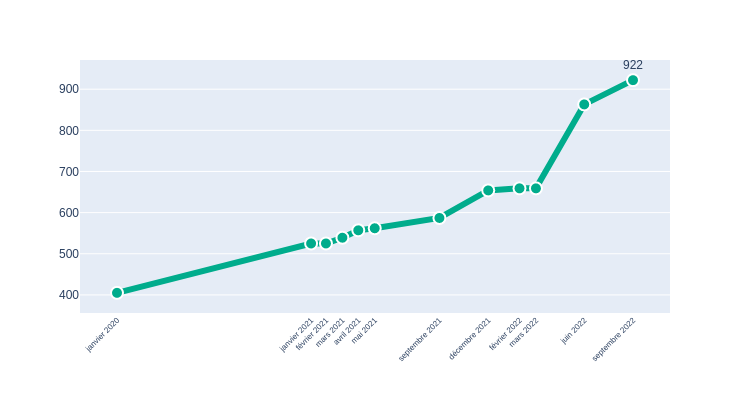 922
900
800
700
600
500
400
janvier 2020
janvier 2021
février 2021
mars 2021
avril 2021
mai 2021
septembre 2021
décembre 2021
février 2022
mars 2022
juin 2022
septembre 2022